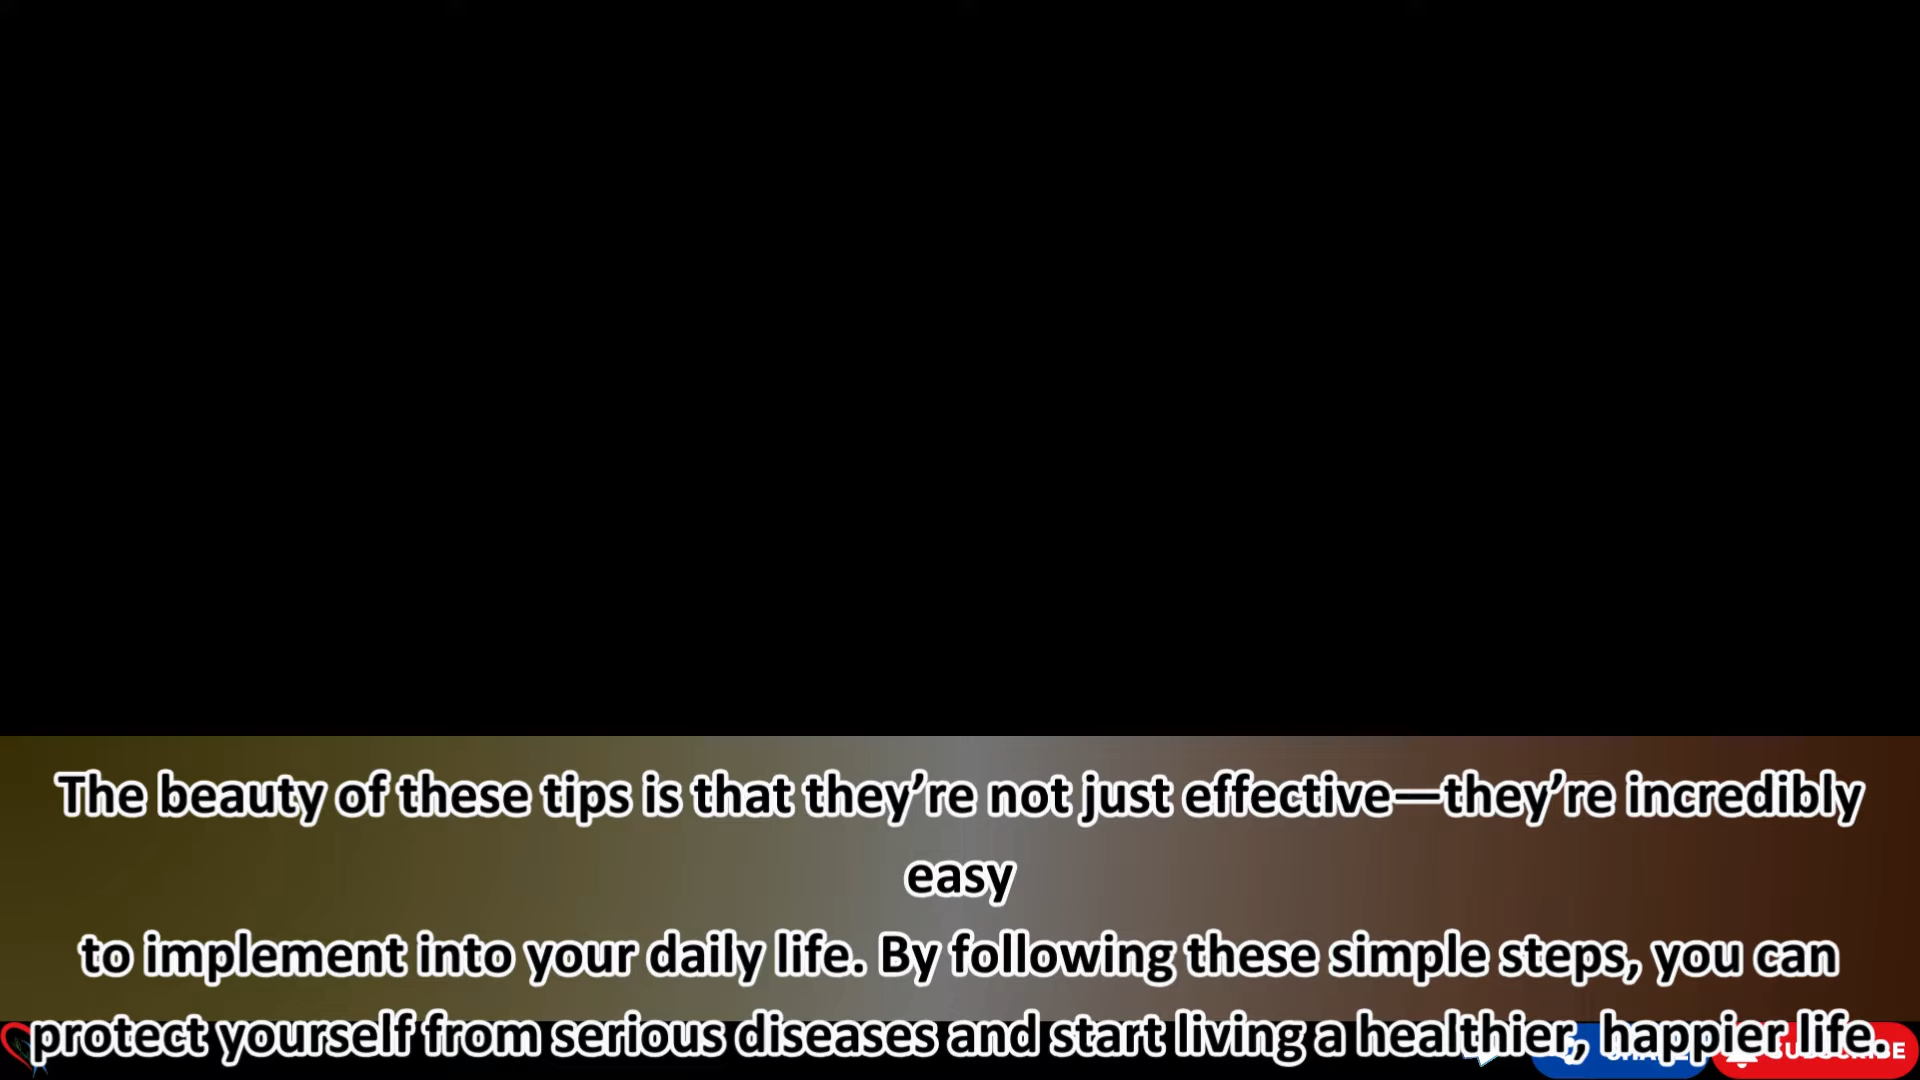 The beauty of these tips is that they’re not just effective—they’re incredibly
easy
to implement into your daily life. By following these simple steps, you can
protect yourself from serious diseases and start living a healthier, happier life.